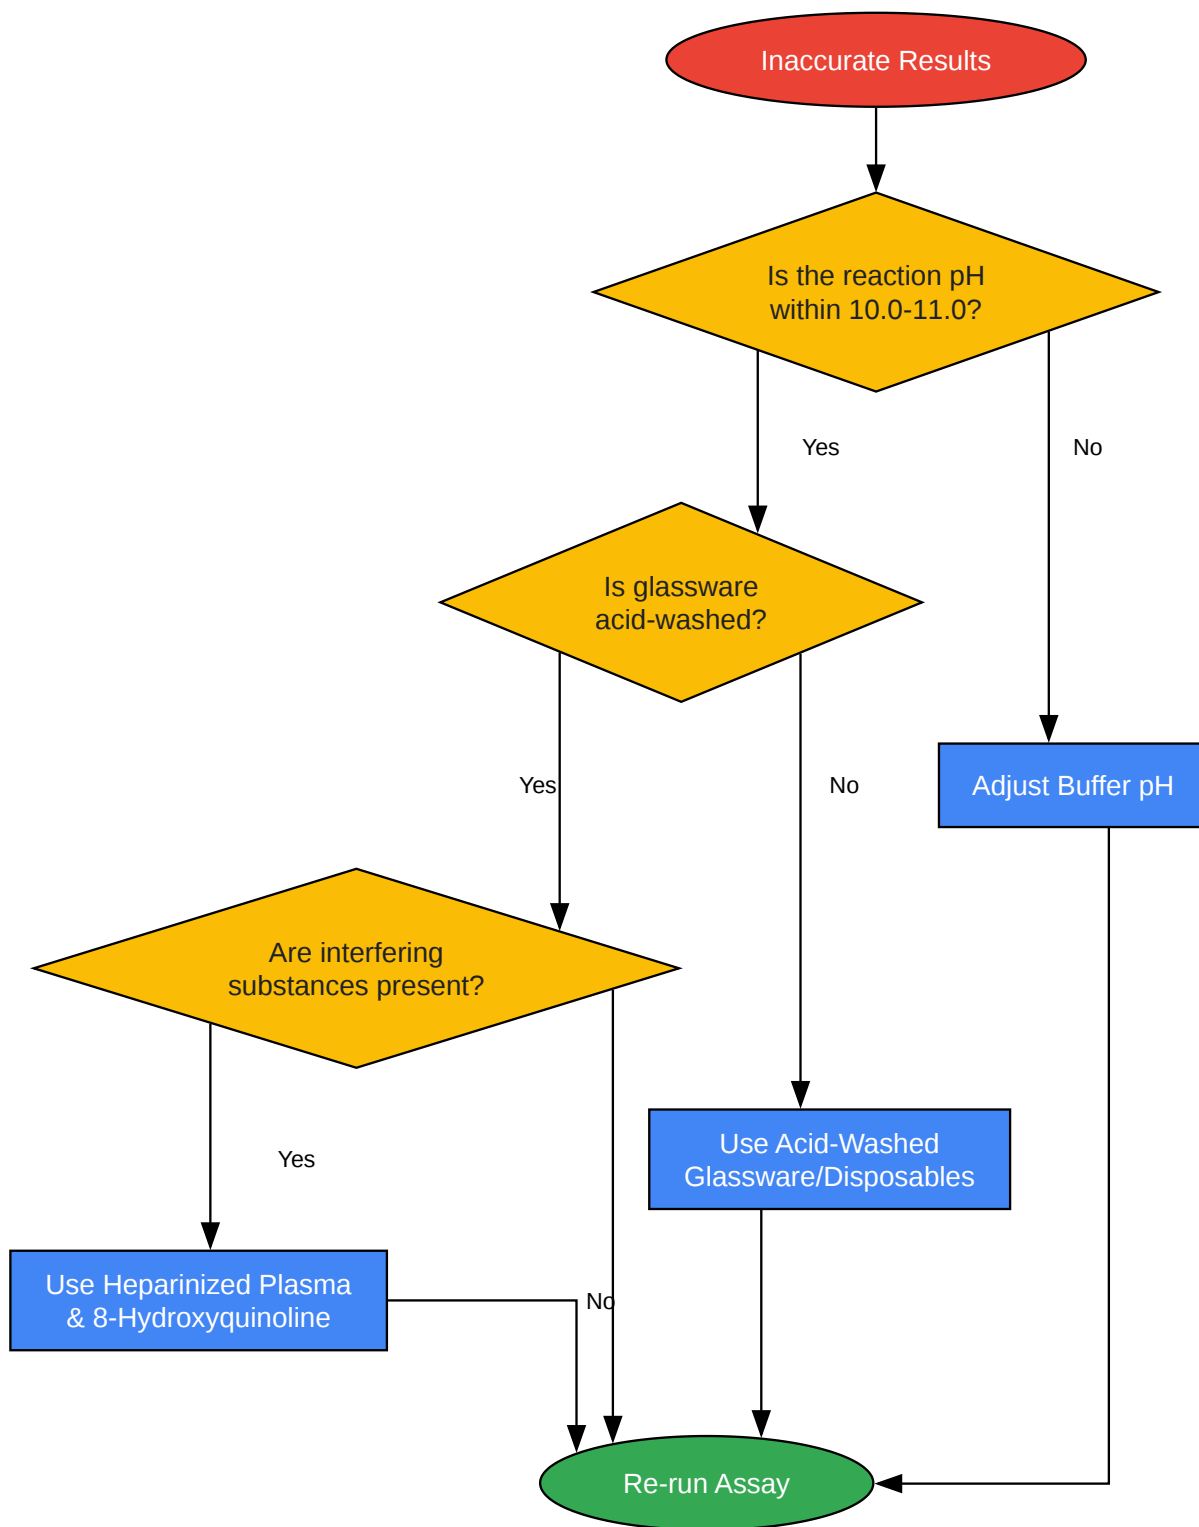 Inaccurate Results
Is the reaction pH
within 10.0-11.0?
Yes
No
Is glassware
acid-washed?
Yes
No
Adjust Buffer pH
Are interfering
substances present?
Yes
Use Acid-Washed
Glassware/Disposables
Use Heparinized Plasma
& 8-Hydroxyquinoline
No
Re-run Assay